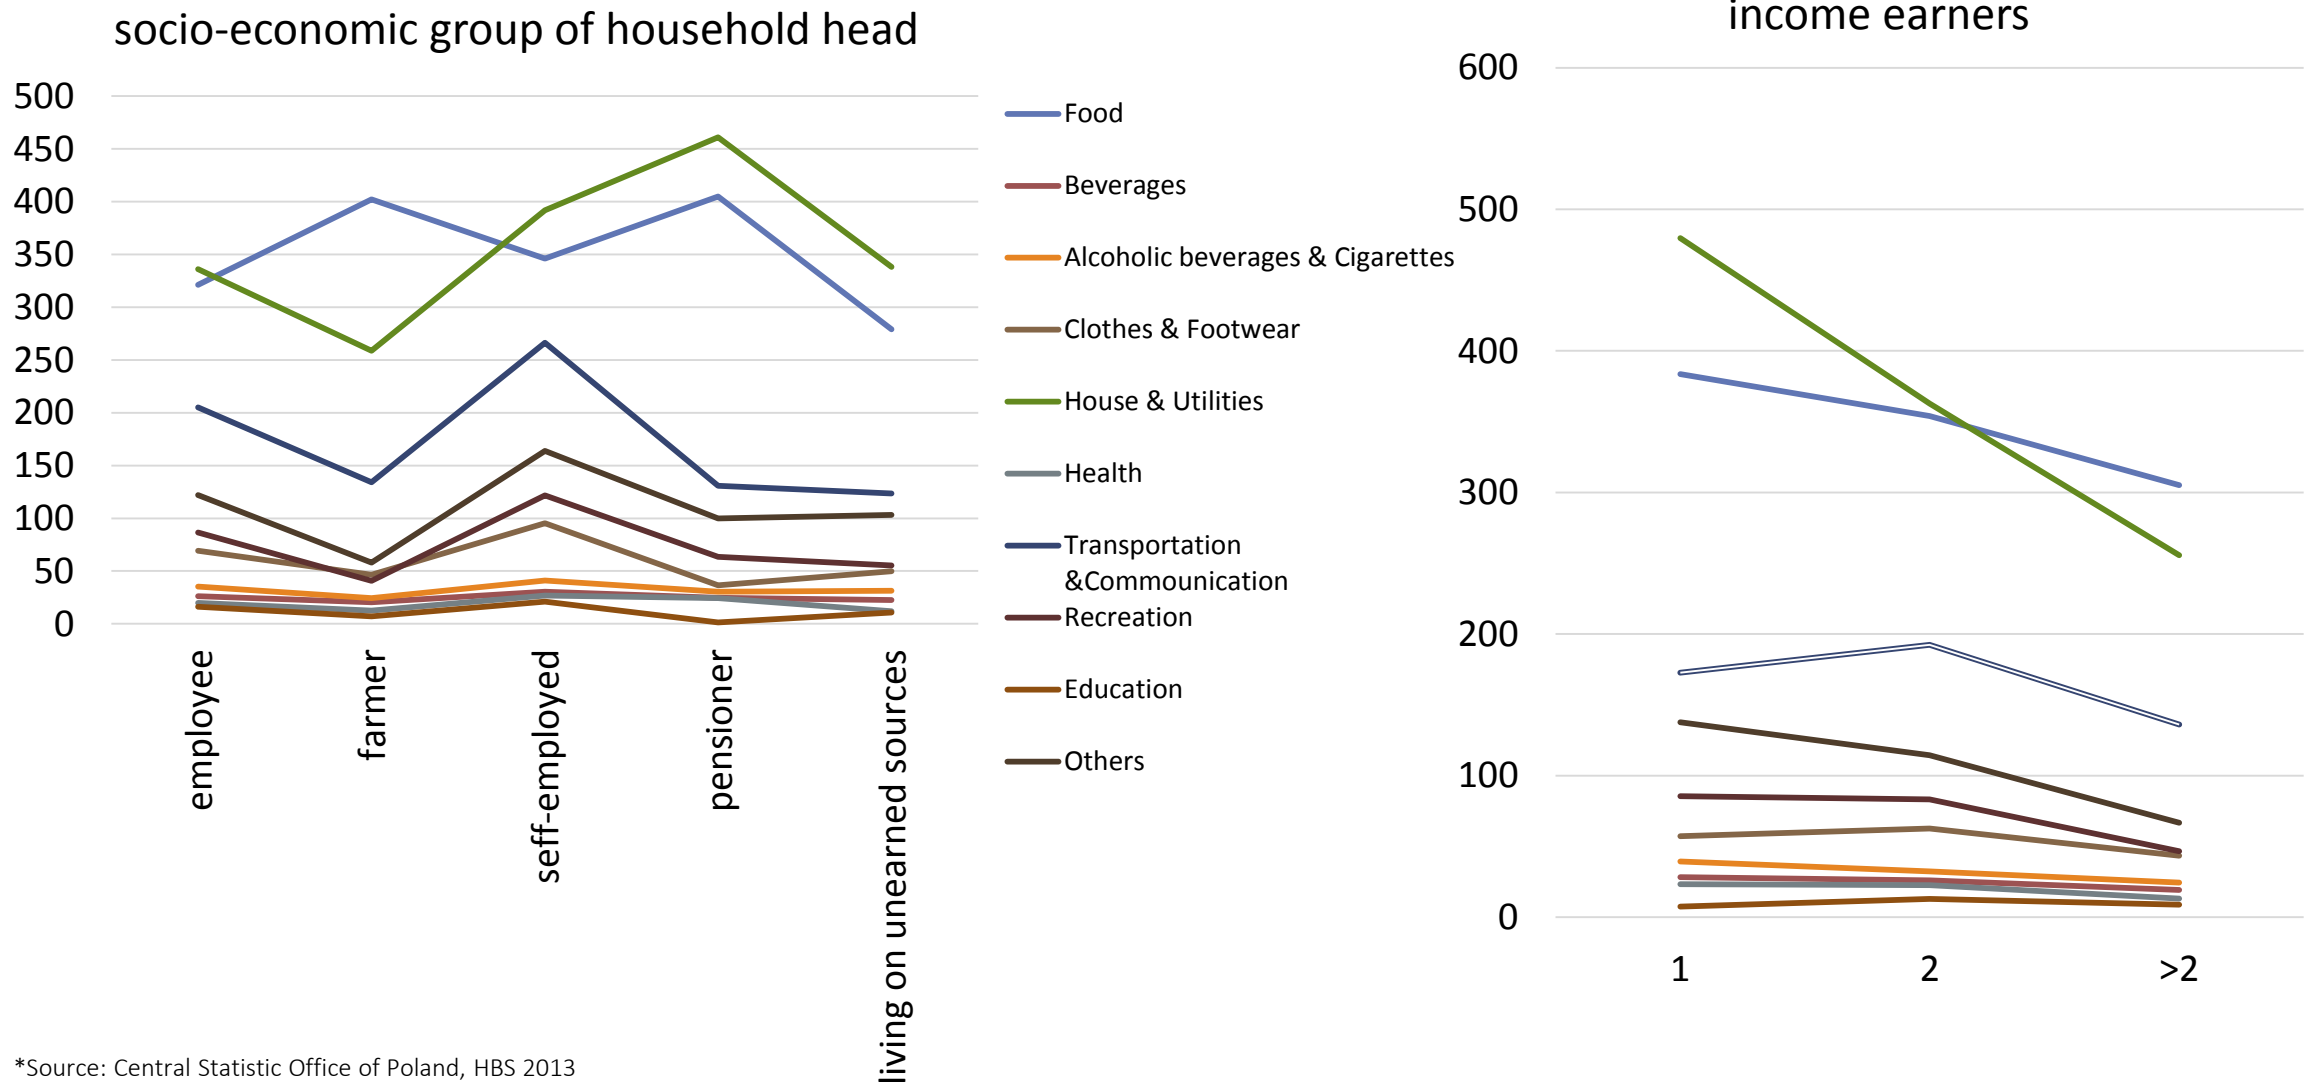 socio-economic group of household head
500
450
400
350
300
250
200
150
100
50
0
employee
farmer
seff-employed
pensioner
living on unearned sources
Food
Beverages
Alcoholic beverages & Cigarettes
Clothes & Footwear
House & Utilities
Health
Transportation
&Commounication
Recreation
Education
Others
income earners
600
500
400
300
200
100
0
1
2
>2
*Source: Central Statistic Office of Poland, HBS 2013